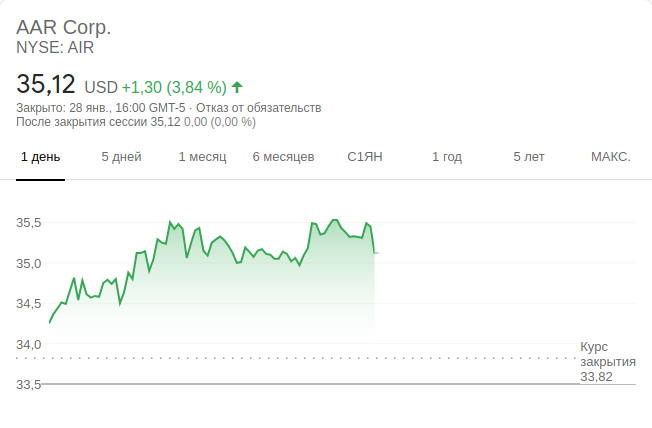 AAR Corp.
NYSE: AIR
35,12 USD +1,30 (3,84 %)
Закрыто: 28 янв., 16:00 GMT-5 · Отказ от обязательств
После закрытия сессии 35,12 0,00 (0,00 %)
1 день 5 дней 1 месяц 6 месяцев С1ЯН 1 год 5 лет МАКС.
35,5
35,0
34,5
34,0
33,5
Курс
закрытия
33,82